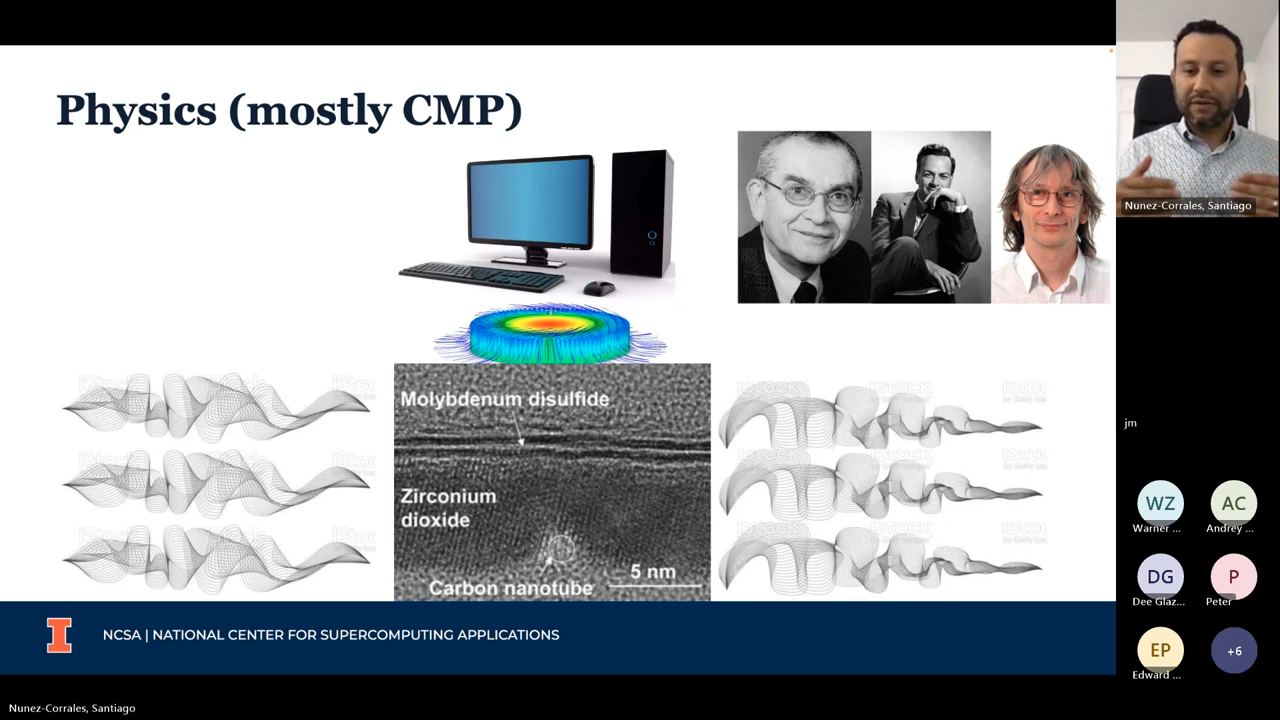 Physics (mostly CMP)
Nunez-Corrales, Santiago
Molybdenum disulfide
Zirconium
dioxide
Carbon nanotube
5 nm
jm
WZ
AC
Warner ...
Andrey ...
DG
P
Dee Glaz...
Peter
EP
+6
Edward ...
I
NCSA | NATIONAL CENTER FOR SUPERCOMPUTING APPLICATIONS
Nunez-Corrales, Santiago